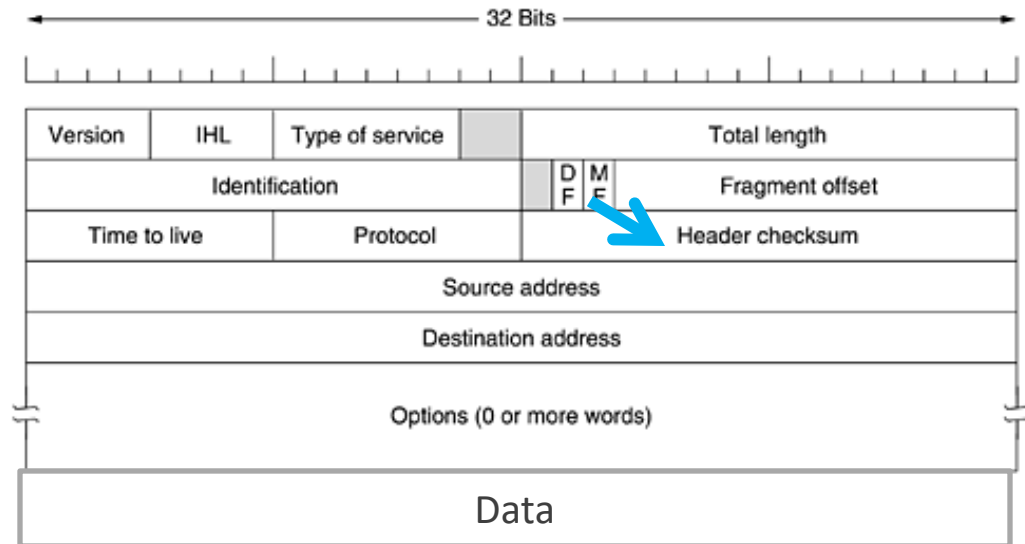 32 Bits
Version IHL Type of service Total length
Identification D F M F Fragment offset
Time to live Protocol Header checksum
Source address
Destination address
Options (0 or more words)
Data